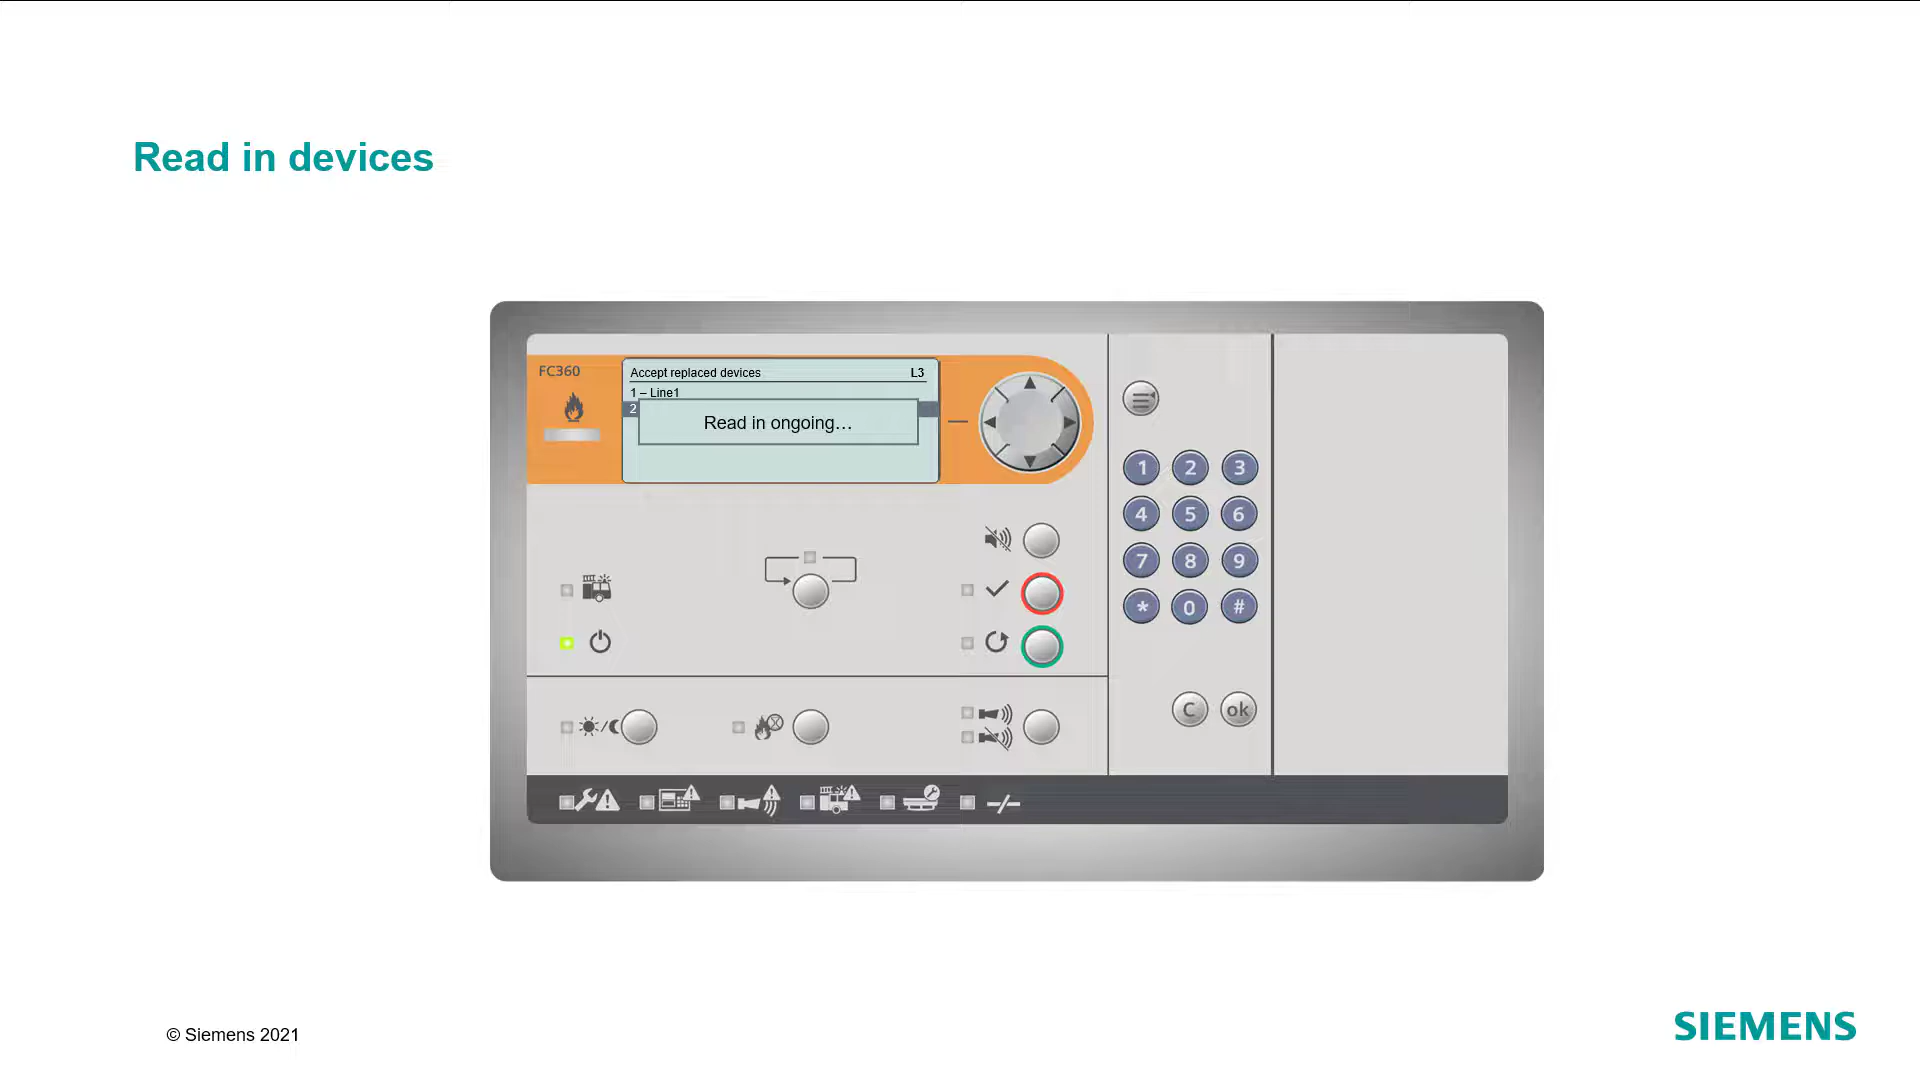 Read in devices
FC360
Accept replaced devices L3
1 – Line1
2
Read in ongoing…
1 2 3
4 5 6
7 8 9
* 0 #
C ok
© Siemens 2021
SIEMENS